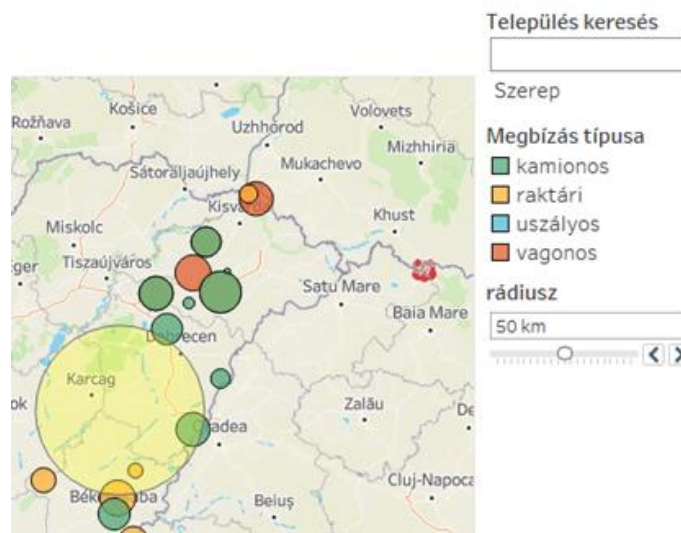 Település keresés
Szerep
Megbízás típusa
kamionos
raktári
uszályos
vagonos
rádiusz
50 km
Rožňava
Košice
Uzhhorod
Volovets
Mizhhiria
Sátoraljaújhely
Mukachevo
Khust
Miskolc
Tiszaújváros
Satu Mare
Baia Mare
Karcag
Zalău
Cluj-Napoca
Beiuș